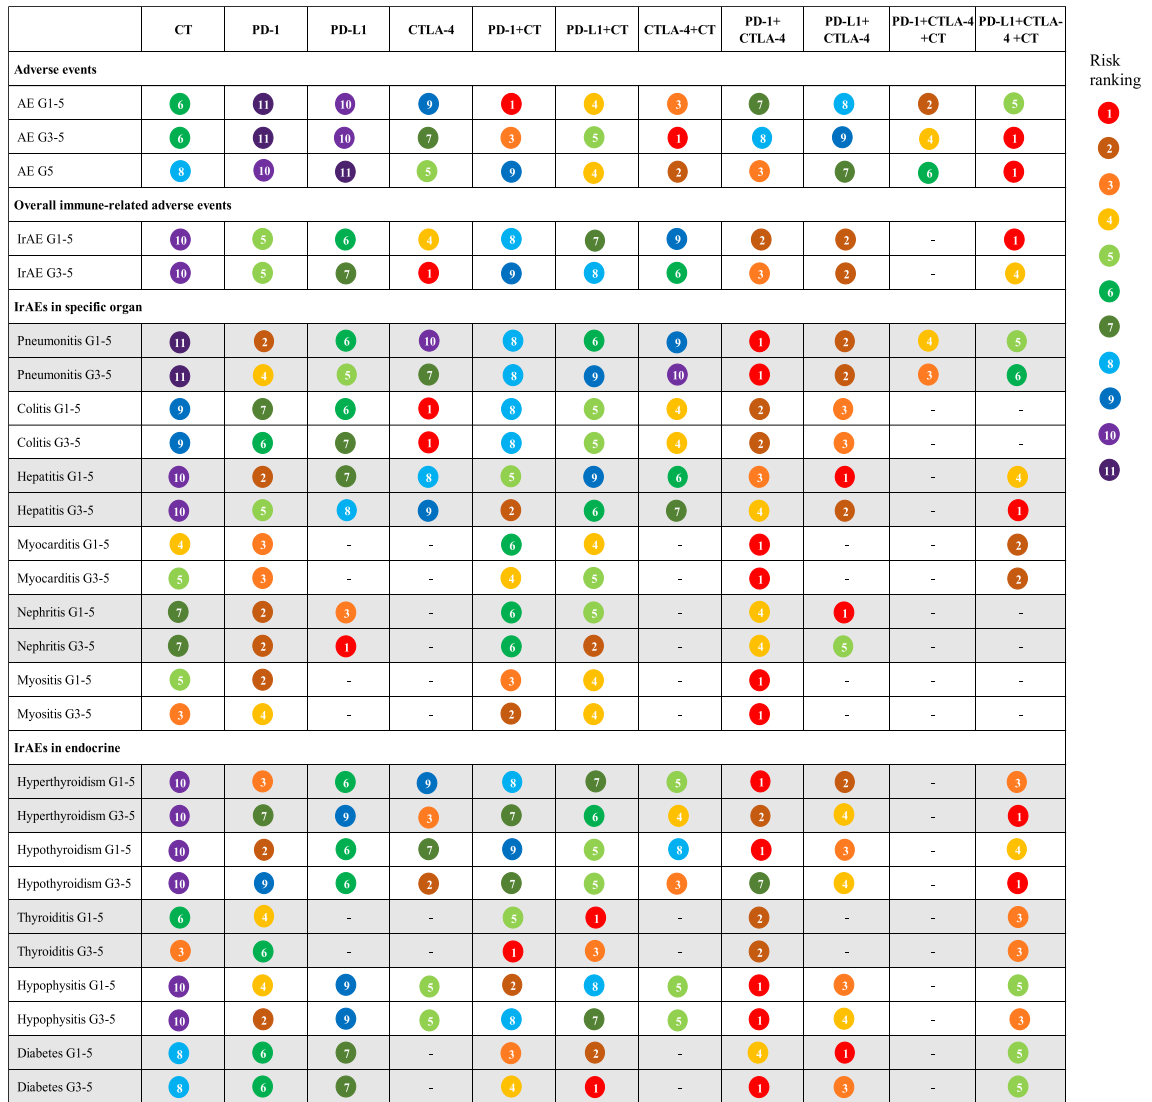 CT PD-1 PD-L1 CTLA-4 PD-1+CT PD-L1+CT CTLA-4+CT PD-1+ CTLA-4 PD-L1+ CTLA-4 PD-1+CTLA-4 +CT PD-L1+CTLA- 4 +CT
Adverse events
AE G1-5 6 11 10 9 1 4 3 7 8 2 5
AE G3-5 6 11 10 7 3 5 1 8 9 4 1
AE G5 8 10 11 5 9 4 2 3 7 6 1
Overall immune-related adverse events
IrAE G1-5 10 5 6 4 8 7 9 2 2 - 1
IrAE G3-5 10 5 7 1 9 8 6 3 2 - 4
IrAEs in specific organ
Pneumonitis G1-5 11 2 6 10 8 6 9 1 2 4 5
Pneumonitis G3-5 11 4 5 7 8 9 10 1 2 3 6
Colitis G1-5 9 7 6 1 8 5 4 2 3 - -
Colitis G3-5 9 6 7 1 8 5 4 2 3 - -
Hepatitis G1-5 10 2 7 8 5 9 6 3 1 - 4
Hepatitis G3-5 10 5 8 9 2 6 7 4 2 - 1
Myocarditis G1-5 4 3 - - 6 4 - 1 - - 2
Myocarditis G3-5 5 3 - - 4 5 - 1 - - 2
Nephritis G1-5 7 2 3 - 6 5 - 4 1 - -
Nephritis G3-5 7 2 1 - 6 2 - 4 5 - -
Myositis G1-5 5 2 - - 3 4 - 1 - - -
Myositis G3-5 3 4 - - 2 4 - 1 - - -
IrAEs in endocrine
Hyperthyroidism G1-5 10 3 6 9 8 7 5 1 2 - 3
Hyperthyroidism G3-5 10 7 9 3 7 6 4 2 4 - 1
Hypothyroidism G1-5 10 2 6 7 9 5 8 1 3 - 4
Hypothyroidism G3-5 10 9 6 2 7 5 3 7 4 - 1
Thyroiditis G1-5 6 4 - - 5 1 - 2 - - 3
Thyroiditis G3-5 3 6 - - 1 3 - 2 - - 3
Hypophysitis G1-5 10 4 9 5 2 8 5 1 3 - 5
Hypophysitis G3-5 10 2 9 5 8 7 5 1 4 - 3
Diabetes G1-5 8 6 7 - 3 2 - 4 1 - 5
Diabetes G3-5 8 6 7 - 4 1 - 1 3 - 5
Risk
ranking
1
2
3
4
5
6
7
8
9
10
11